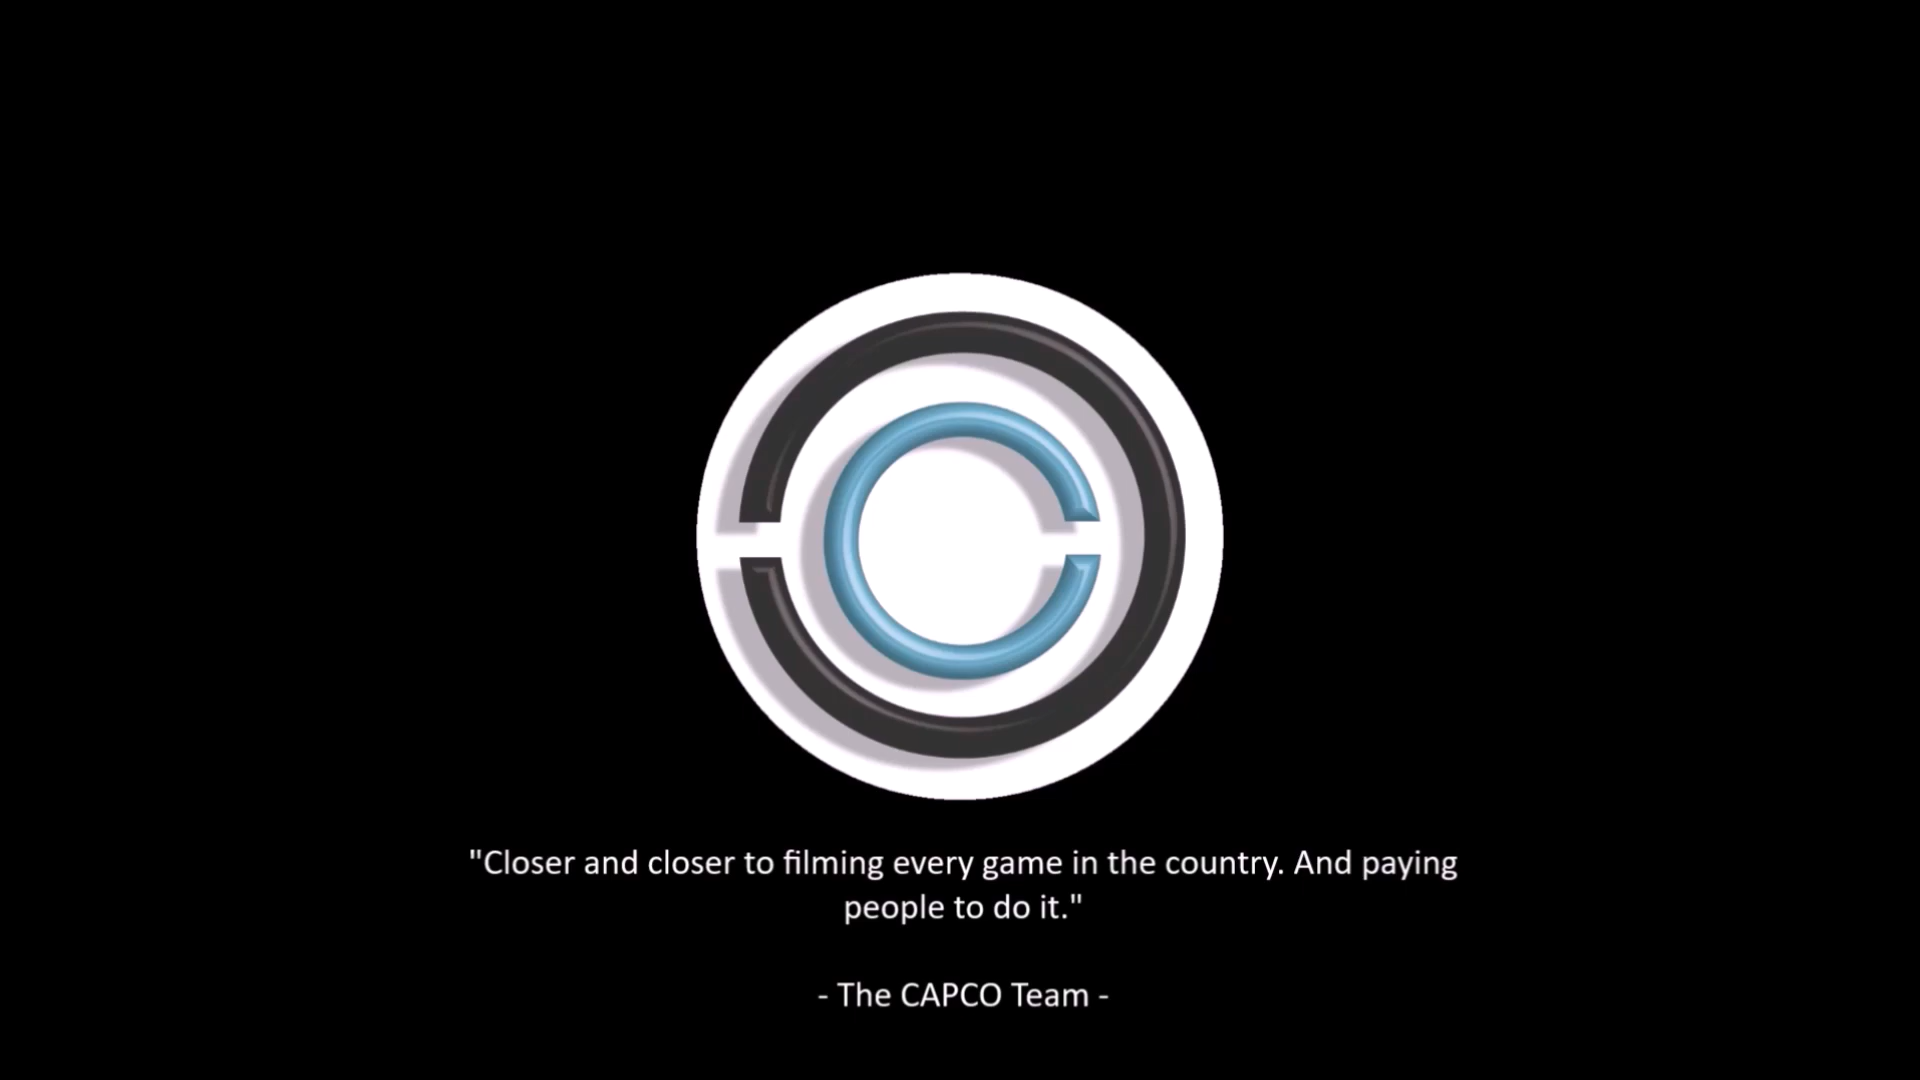 "Closer and closer to filming every game in the country. And paying
people to do it."
- The CAPCO Team -